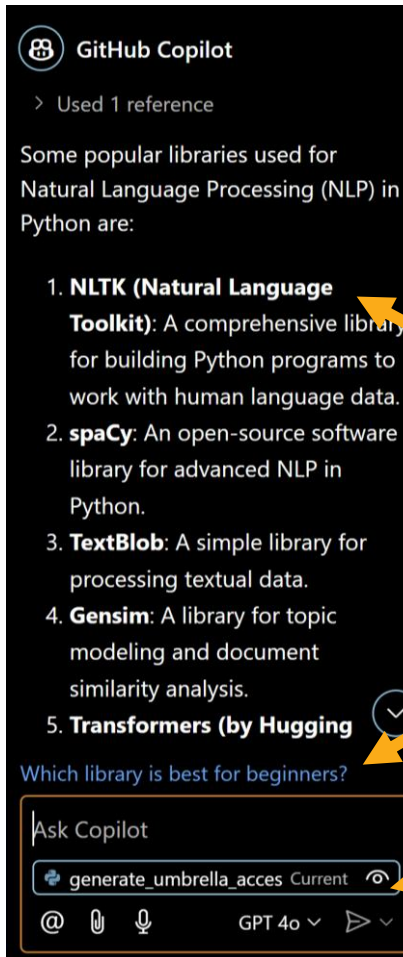 GitHub Copilot
> Used 1 reference
Some popular libraries used for
Natural Language Processing (NLP) in
Python are:
1. NLTK (Natural Language
Toolkit): A comprehensive library
for building Python programs to
work with human language data.
2. spaCy: An open-source software
library for advanced NLP in
Python.
3. TextBlob: A simple library for
processing textual data.
4. Gensim: A library for topic
modeling and document
similarity analysis.
5. Transformers (by Hugging
Which library is best for beginners?
Ask Copilot
generate_umbrella_acces Current
@ GPT 4o